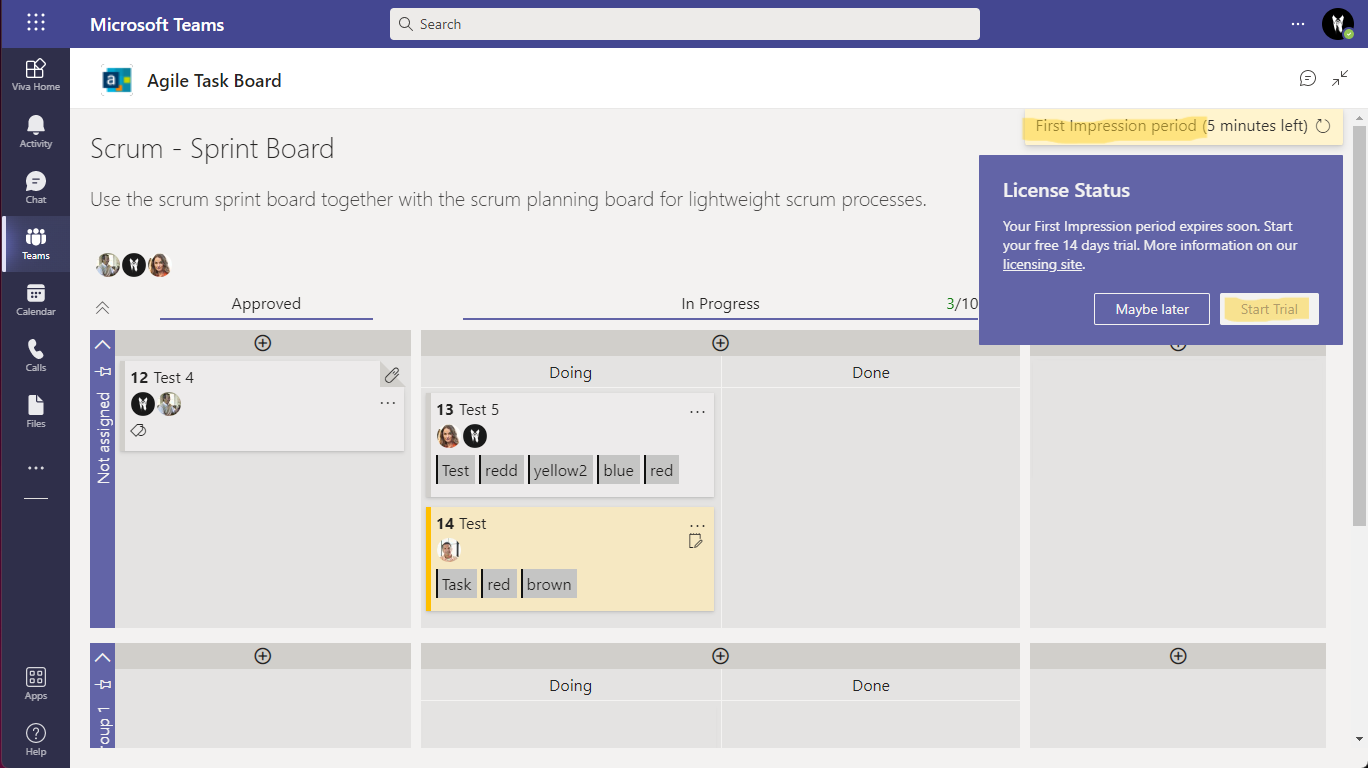 Microsoft Teams
Search
Viva Home
Activity
Chat
Teams
Calendar
Calls
Files
Apps
Help
a
Agile Task Board
First Impression period (5 minutes left)
Scrum - Sprint Board
Use the scrum sprint board together with the scrum planning board for lightweight scrum processes.
License Status
Your First Impression period expires soon. Start
your free 14 days trial. More information on our
licensing site.
Maybe later
Start Trial
Approved
In Progress
3/10
Not assigned
12 Test 4
Doing
Done
13 Test 5
Test
redd
yellow2
blue
red
14 Test
Task
red
brown
roup 1
Doing
Done